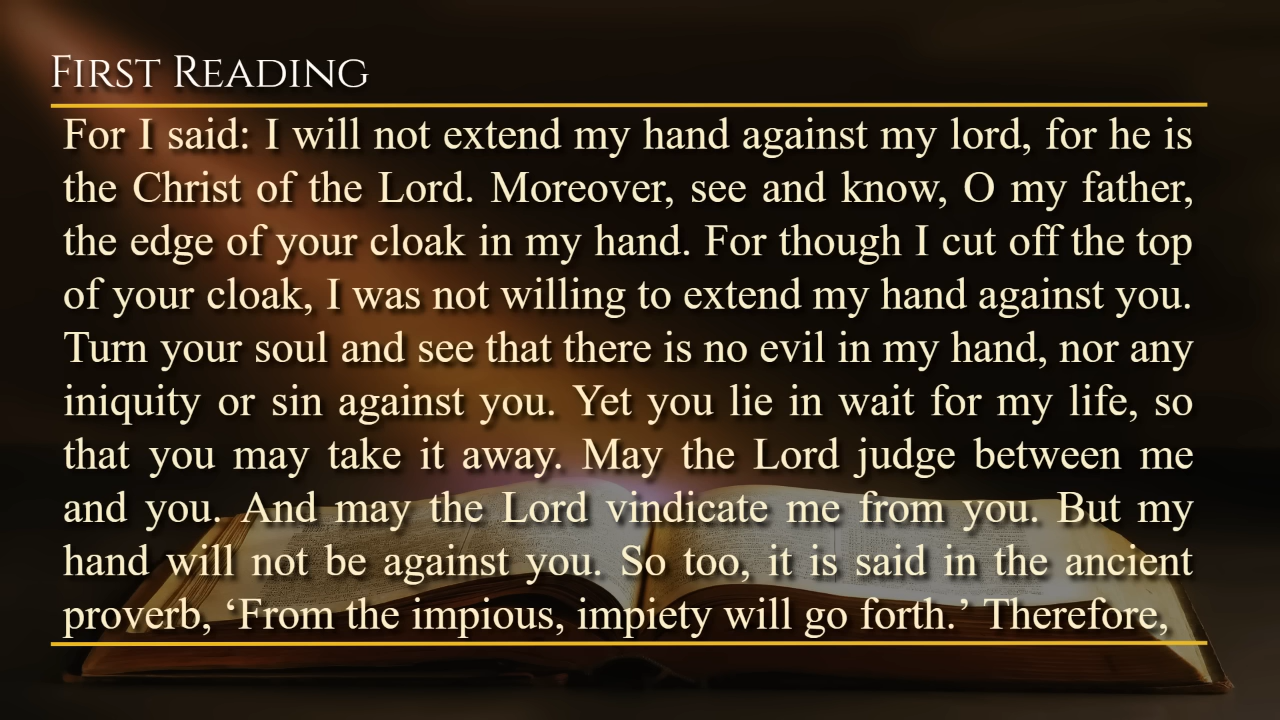 First Reading
For I said: I will not extend my hand against my lord, for he is
the Christ of the Lord. Moreover, see and know, O my father,
the edge of your cloak in my hand. For though I cut off the top
of your cloak, I was not willing to extend my hand against you.
Turn your soul and see that there is no evil in my hand, nor any
iniquity or sin against you. Yet you lie in wait for my life, so
that you may take it away. May the Lord judge between me
and you. And may the Lord vindicate me from you. But my
hand will not be against you. So too, it is said in the ancient
proverb, ‘From the impious, impiety will go forth.’ Therefore,